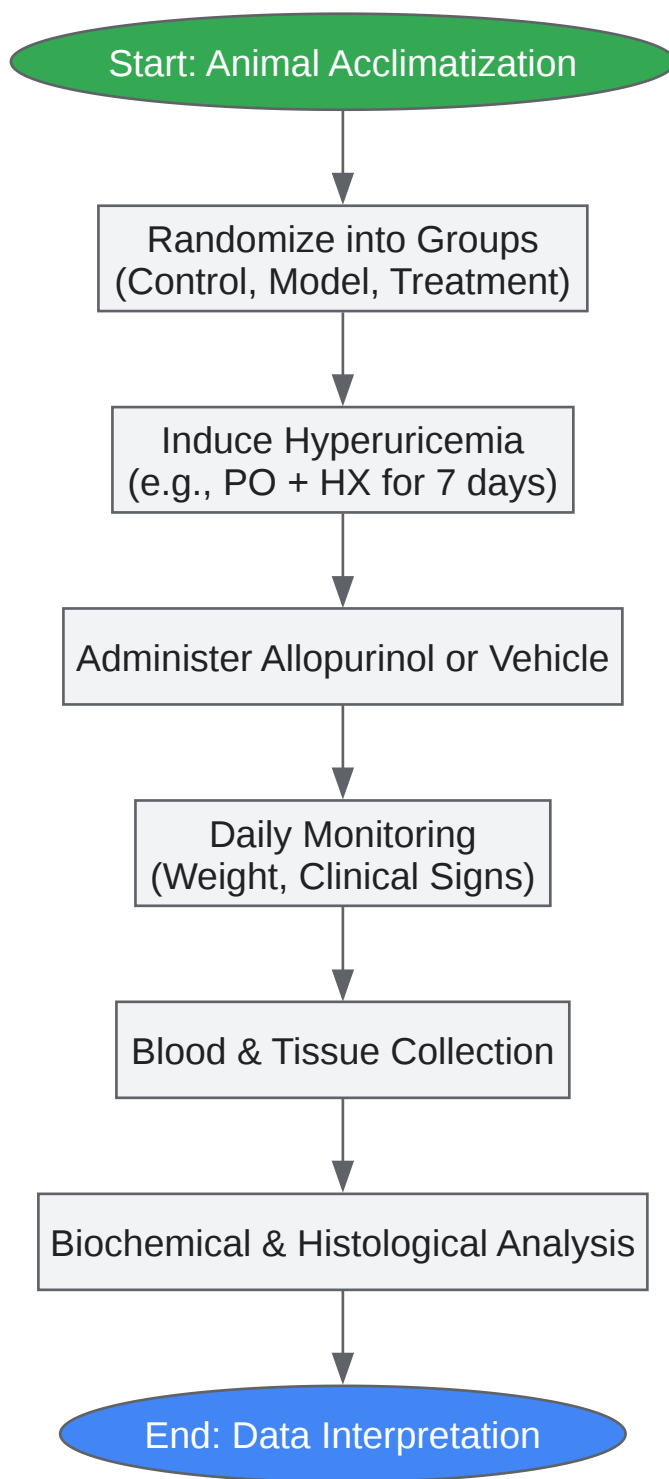 Start: Animal Acclimatization
Randomize into Groups
(Control, Model, Treatment)
Induce Hyperuricemia
(e.g., PO + HX for 7 days)
Administer Allopurinol or Vehicle
Daily Monitoring
(Weight, Clinical Signs)
Blood & Tissue Collection
Biochemical & Histological Analysis
End: Data Interpretation